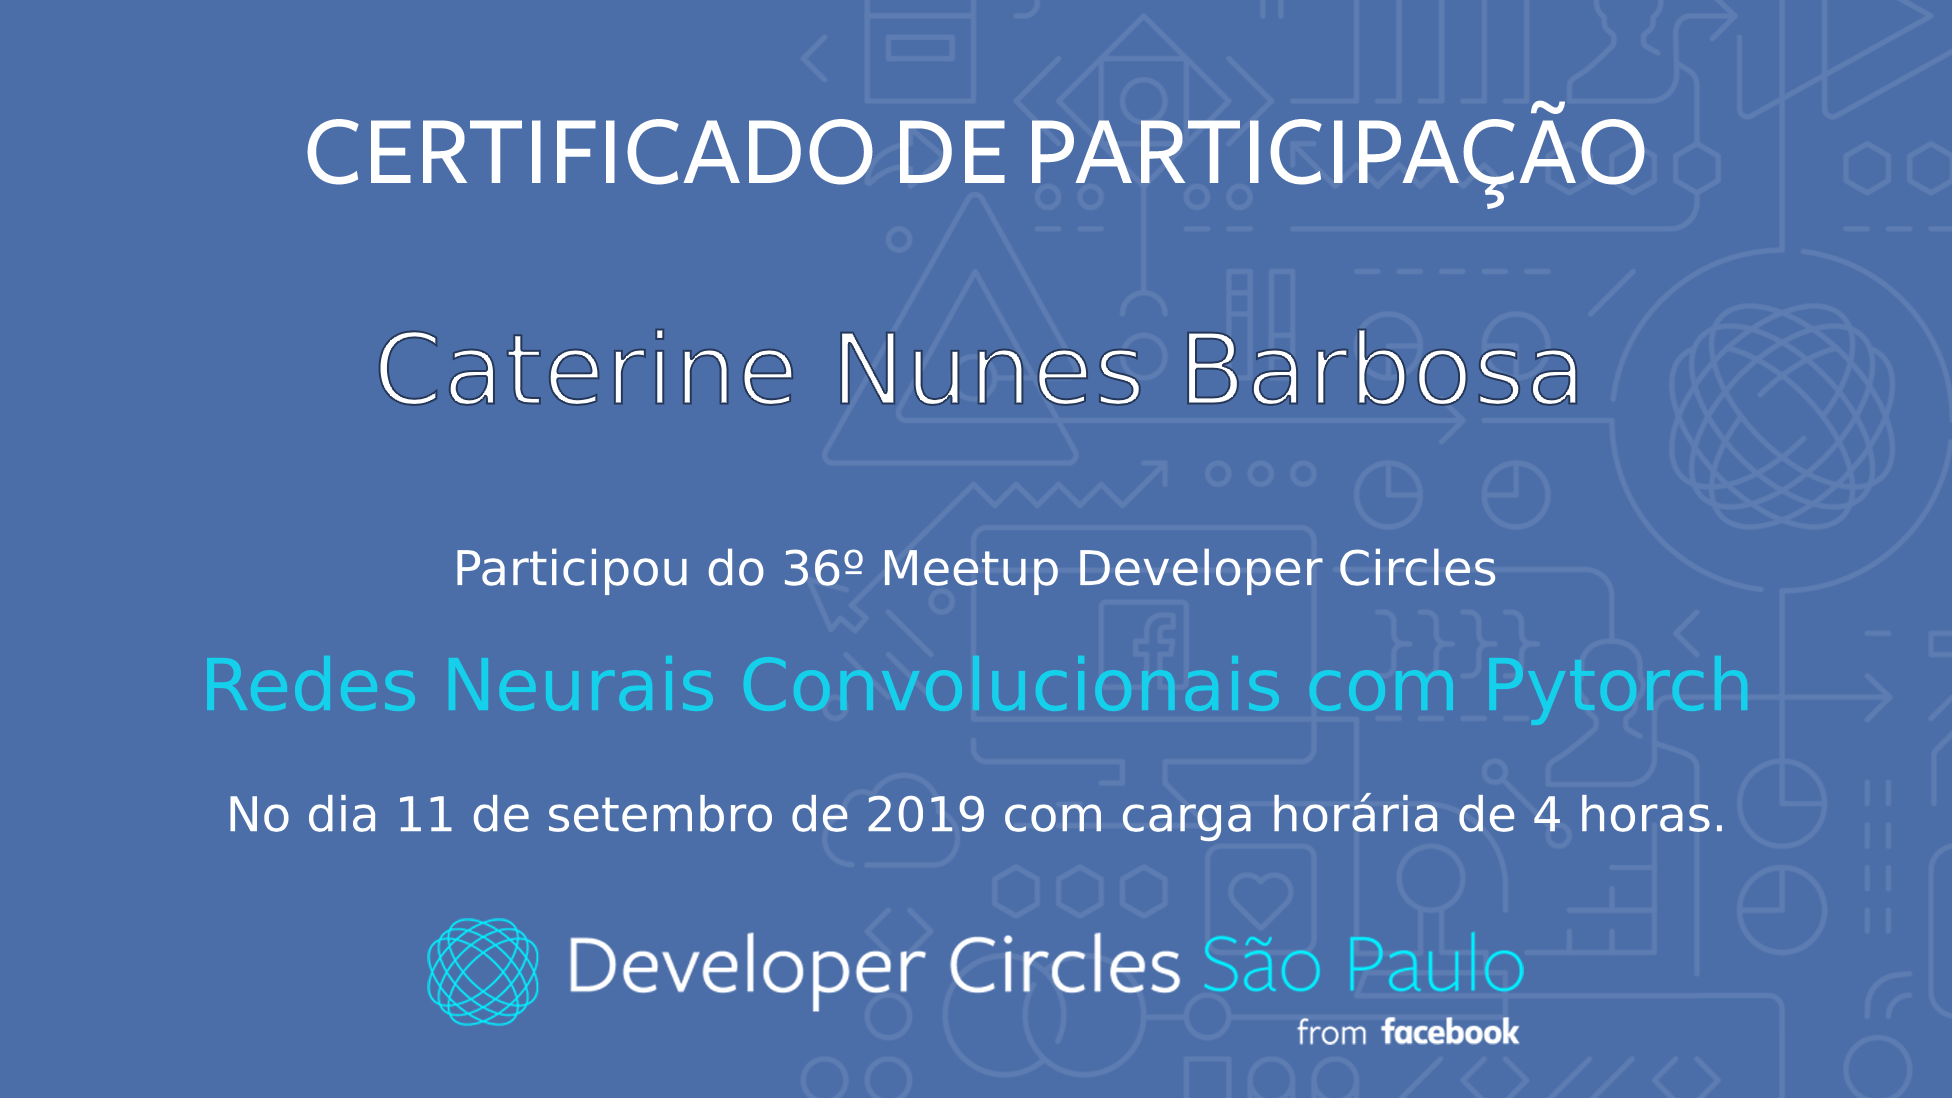 CERTIFICADO DE PARTICIPAÇÃO
Caterine Nunes Barbosa
Participou do 36º Meetup Developer Circles
Redes Neurais Convolucionais com Pytorch
No dia 11 de setembro de 2019 com carga horária de 4 horas.
Developer Circles São Paulo
from facebook